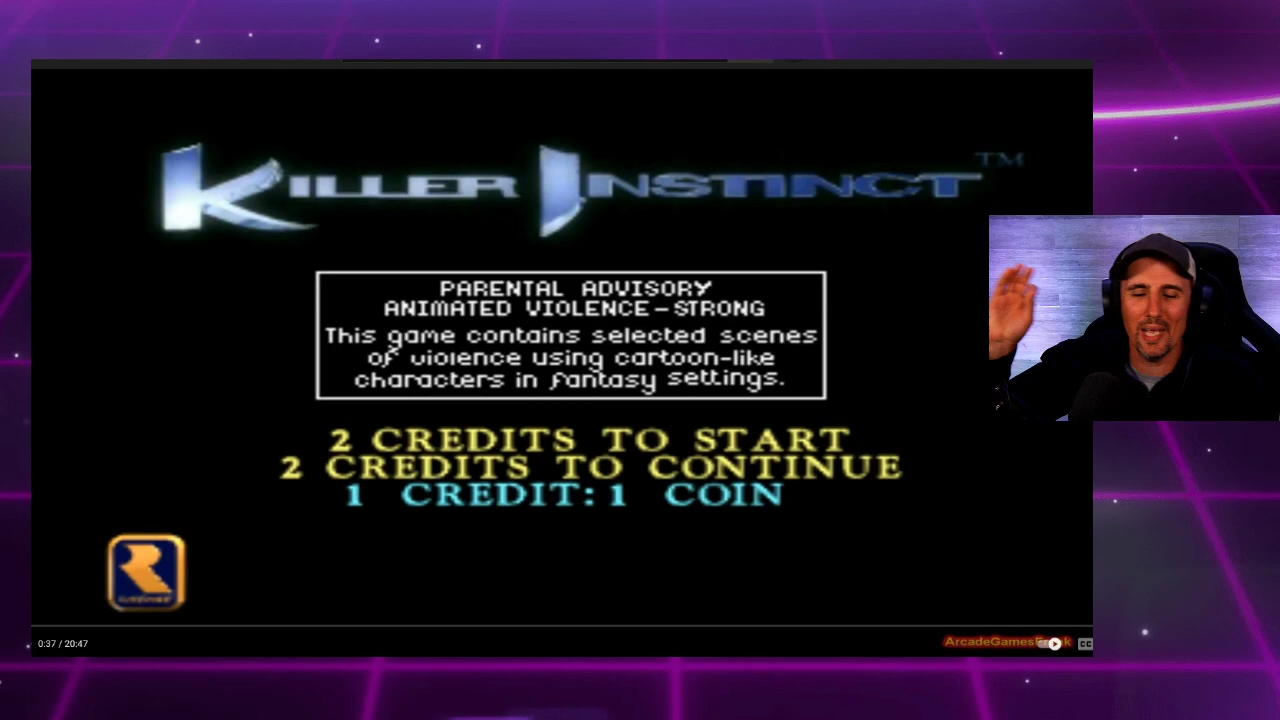 KILLER INSTINCT™
PARENTAL ADVISORY
ANIMATED VIOLENCE-STRONG
This game contains selected scenes
of violence using cartoon-like
characters in fantasy settings.
2 CREDITS TO START
2 CREDITS TO CONTINUE
1 CREDIT:1 COIN
R
0:37 / 20:47
CC